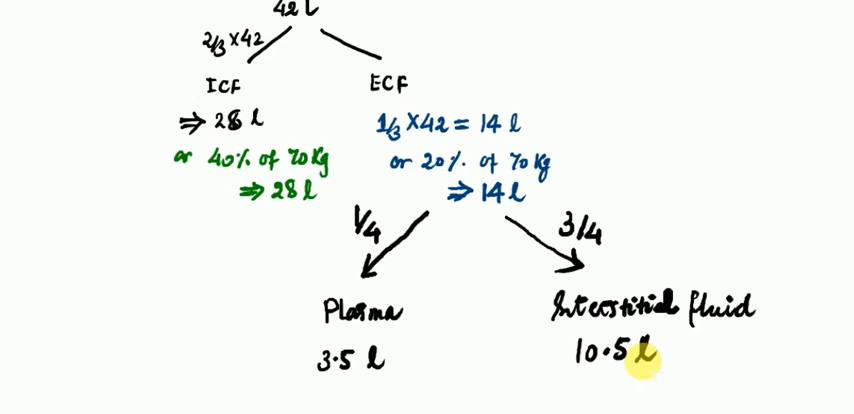 42 l
2/3 X 42
ICF
ECF
⇒ 28 l
1/3 X 42 = 14 l
or 40% of 70 Kg
or 20% of 70 Kg
⇒ 28 l
⇒ 14 l
1/4
3/4
Plasma
Interstitial fluid
3.5 l
10.5 l